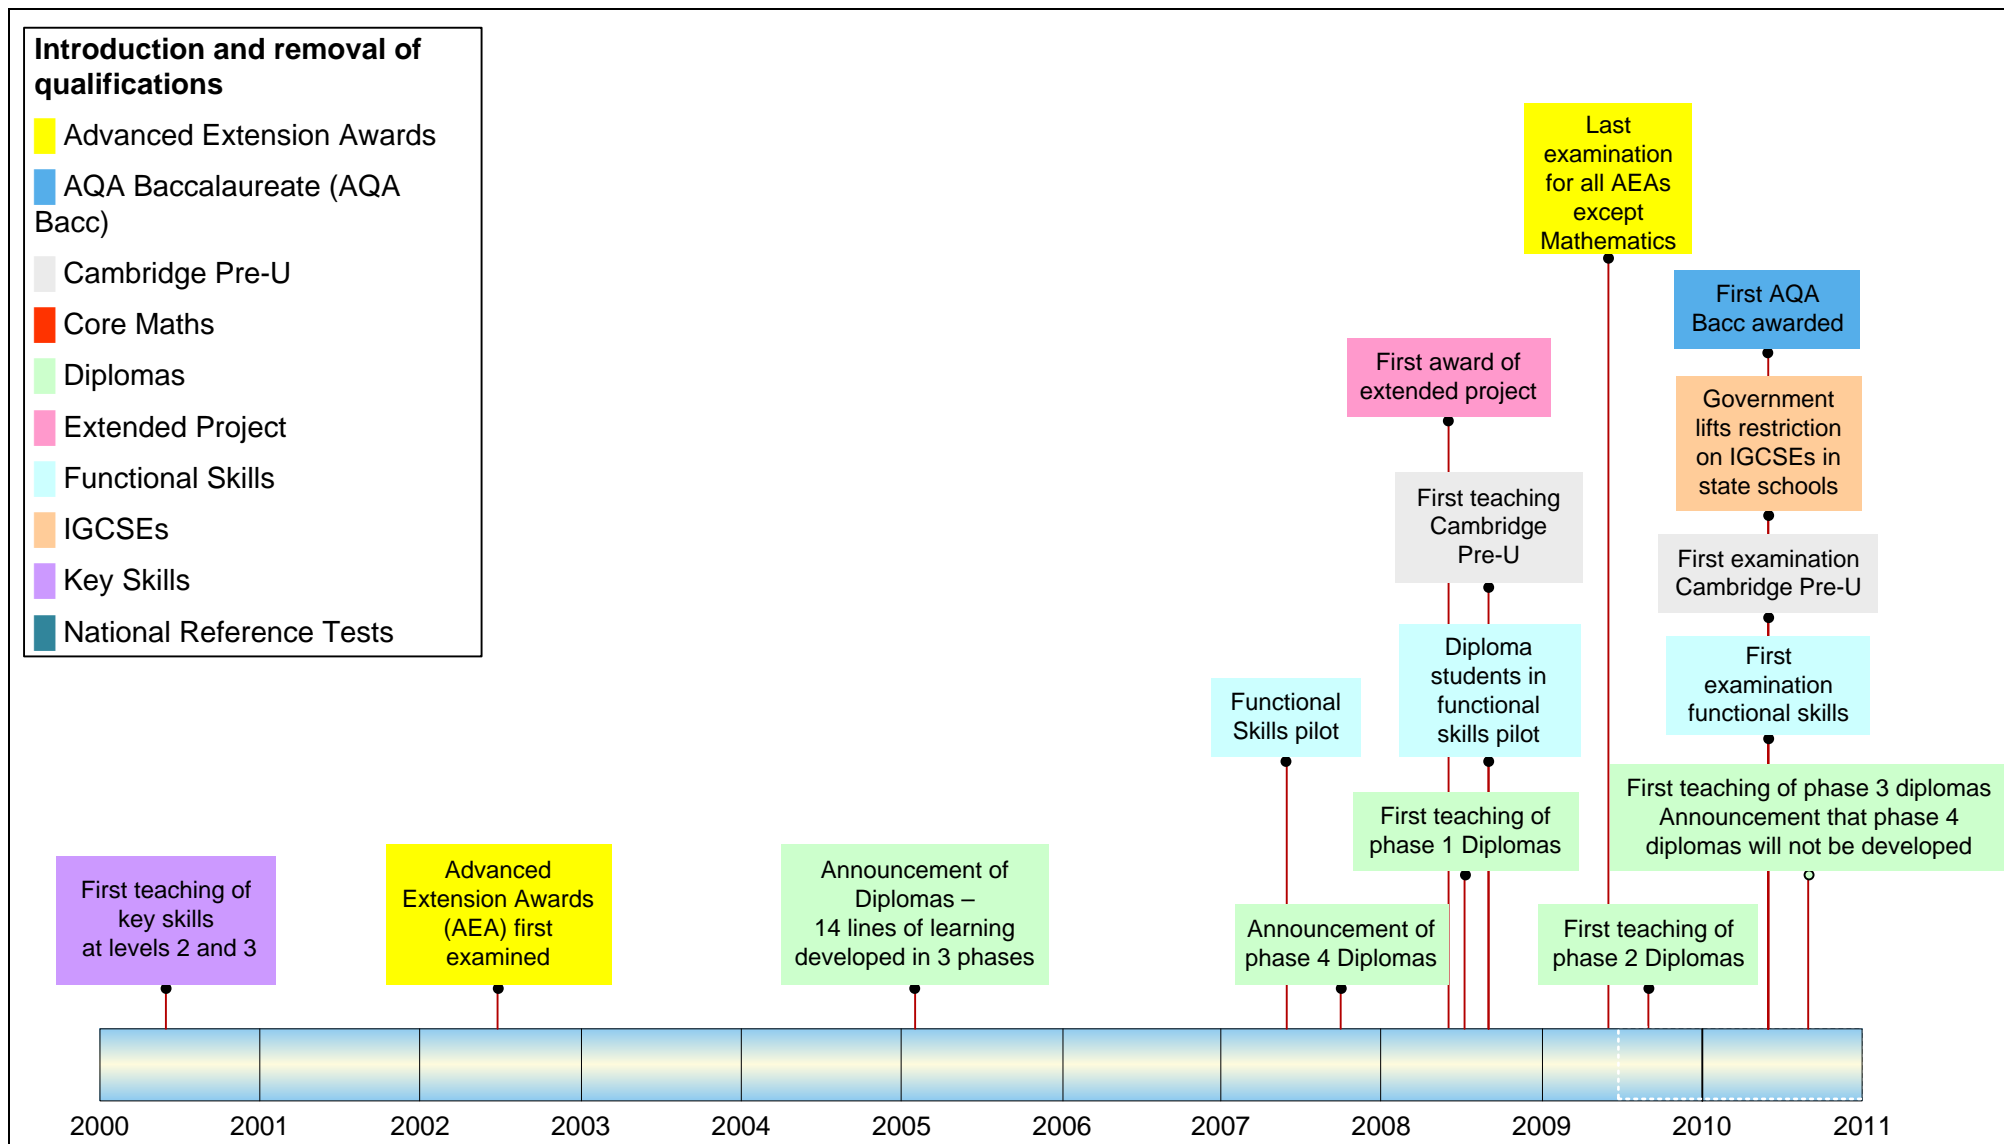 Introduction and removal of
qualifications
Advanced Extension Awards
AQA Baccalaureate (AQA
Bacc)
Cambridge Pre-U
Core Maths
Diplomas
Extended Project
Functional Skills
IGCSEs
Key Skills
National Reference Tests
First teaching of
key skills
at levels 2 and 3
Advanced
Extension Awards
(AEA) first
examined
Announcement of
Diplomas –
14 lines of learning
developed in 3 phases
Functional
Skills pilot
Announcement of
phase 4 Diplomas
First award of
extended project
First teaching
Cambridge
Pre-U
Diploma
students in
functional
skills pilot
First teaching of
phase 1 Diplomas
Last
examination
for all AEAs
except
Mathematics
First teaching of
phase 2 Diplomas
First AQA
Bacc awarded
Government
lifts restriction
on IGCSEs in
state schools
First examination
Cambridge Pre-U
First
examination
functional skills
First teaching of phase 3 diplomas
Announcement that phase 4
diplomas will not be developed
2000 2001 2002 2003 2004 2005 2006 2007 2008 2009 2010 2011